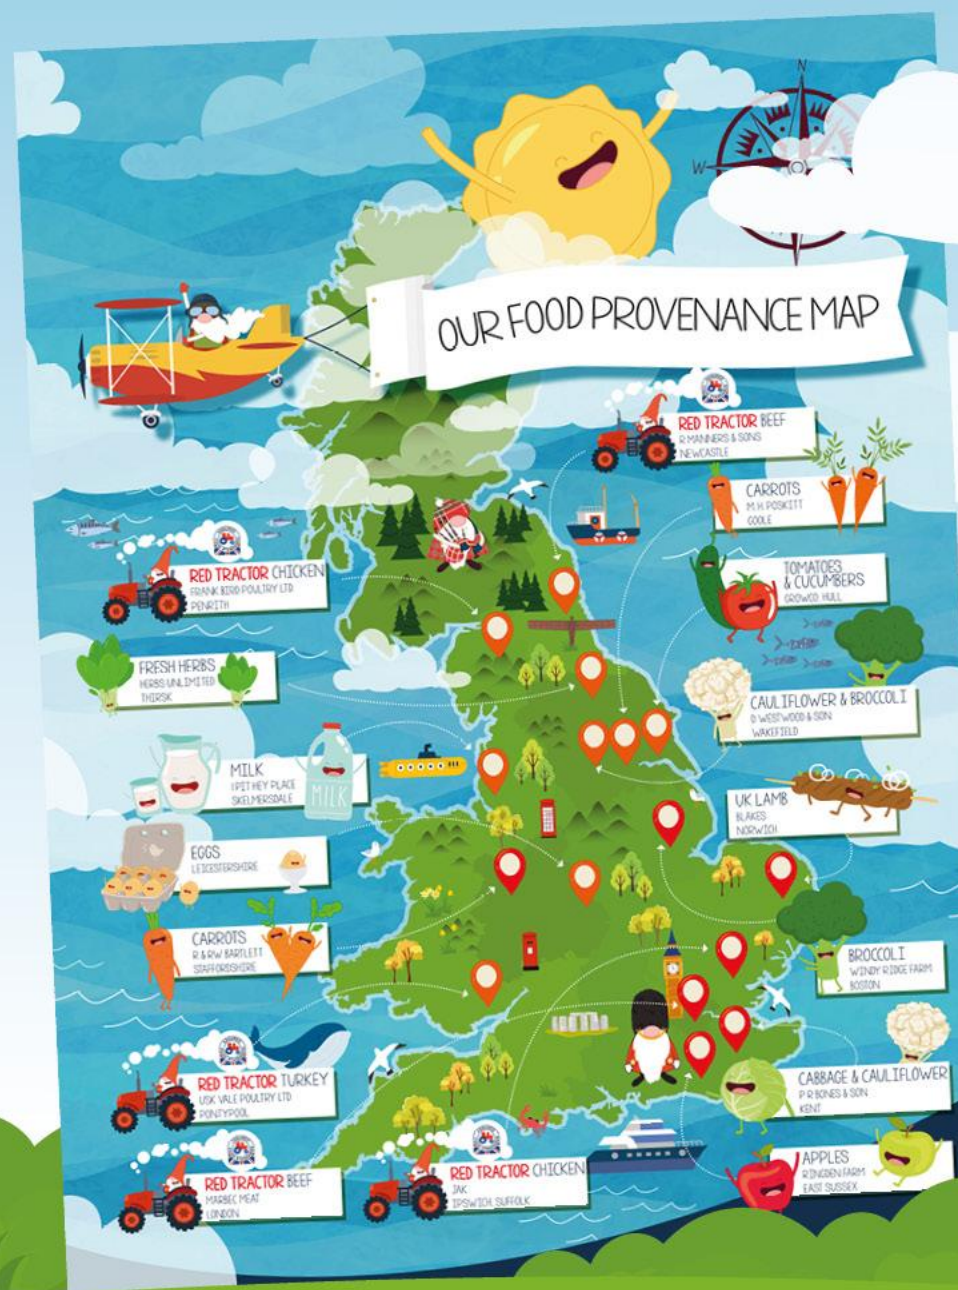 N
W
OUR FOOD PROVENANCE MAP
RED TRACTOR BEEF
R MANNERS & SONS
NEWCASTLE
CARROTS
M.H. POSKITT
GOOLE
RED TRACTOR CHICKEN
FRANK BIRD POULTRY LTD
PENRITH
TOMATOES
& CUCUMBERS
GROWCO, HULL
FRESH HERBS
HERBS UNLIMITED
THIRSK
CAULIFLOWER & BROCCOLI
D WESTWOOD & SON
WAKEFIELD
MILK
1 PIT HEY PLACE
SKELMERSDALE
MILK
UK LAMB
BLAKES
NORWICH
EGGS
LEICESTERSHIRE
CARROTS
R & RW BARTLETT
STAFFORDSHIRE
BROCCOLI
WINDY RIDGE FARM
BOSTON
RED TRACTOR TURKEY
USK VALE POULTRY LTD
PONTYPOOL
CABBAGE & CAULIFLOWER
P R BONES & SON
KENT
RED TRACTOR BEEF
MARBEC MEAT
LONDON
RED TRACTOR CHICKEN
JAK
IPSWICH, SUFFOLK
APPLES
RINGDEN FARM
EAST SUSSEX